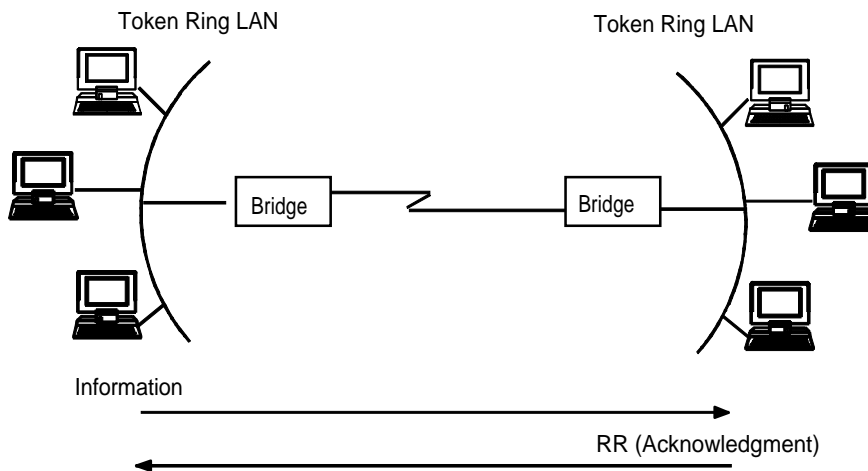 Token Ring LAN
Token Ring LAN
Bridge
Bridge
Information
RR (Acknowledgment)